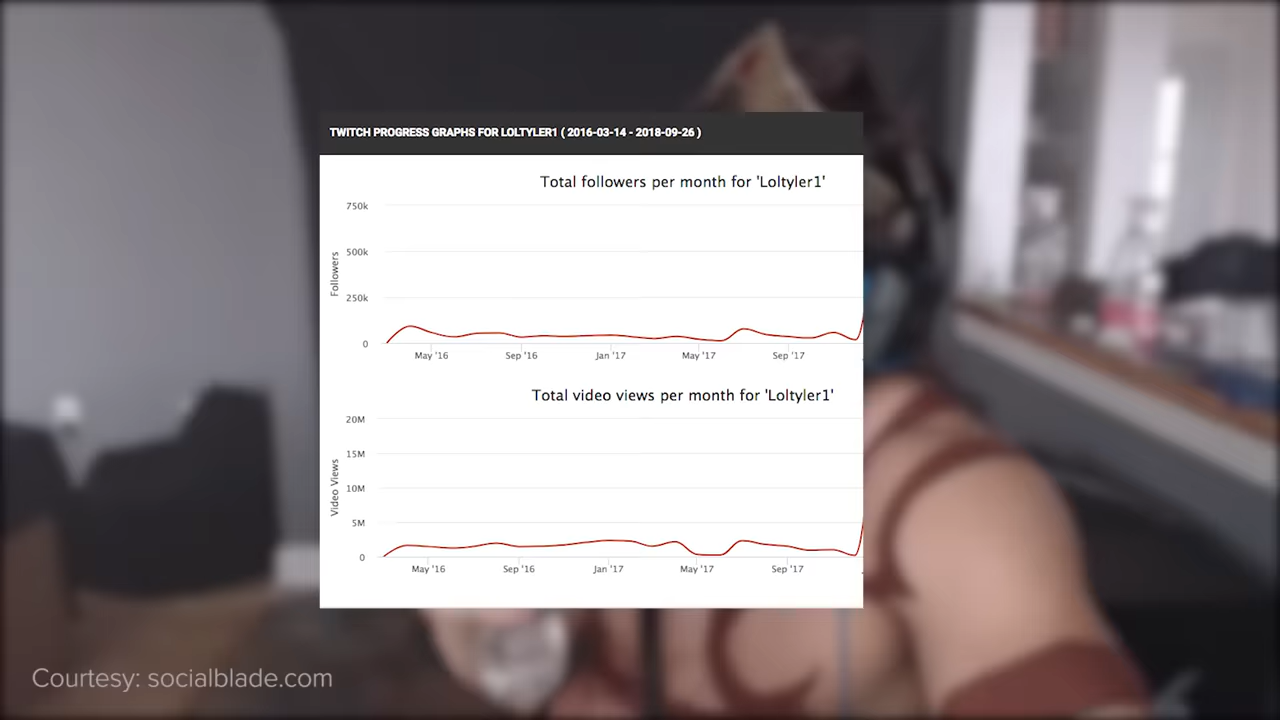 TWITCH PROGRESS GRAPHS FOR LOLTYLER1 ( 2016-03-14 - 2018-09-26 )
Total followers per month for 'Loltyler1'
750k
500k
250k
0
Followers
May '16 Sep '16 Jan '17 May '17 Sep '17
Total video views per month for 'Loltyler1'
20M
15M
10M
5M
0
Video Views
May '16 Sep '16 Jan '17 May '17 Sep '17
Courtesy: socialblade.com